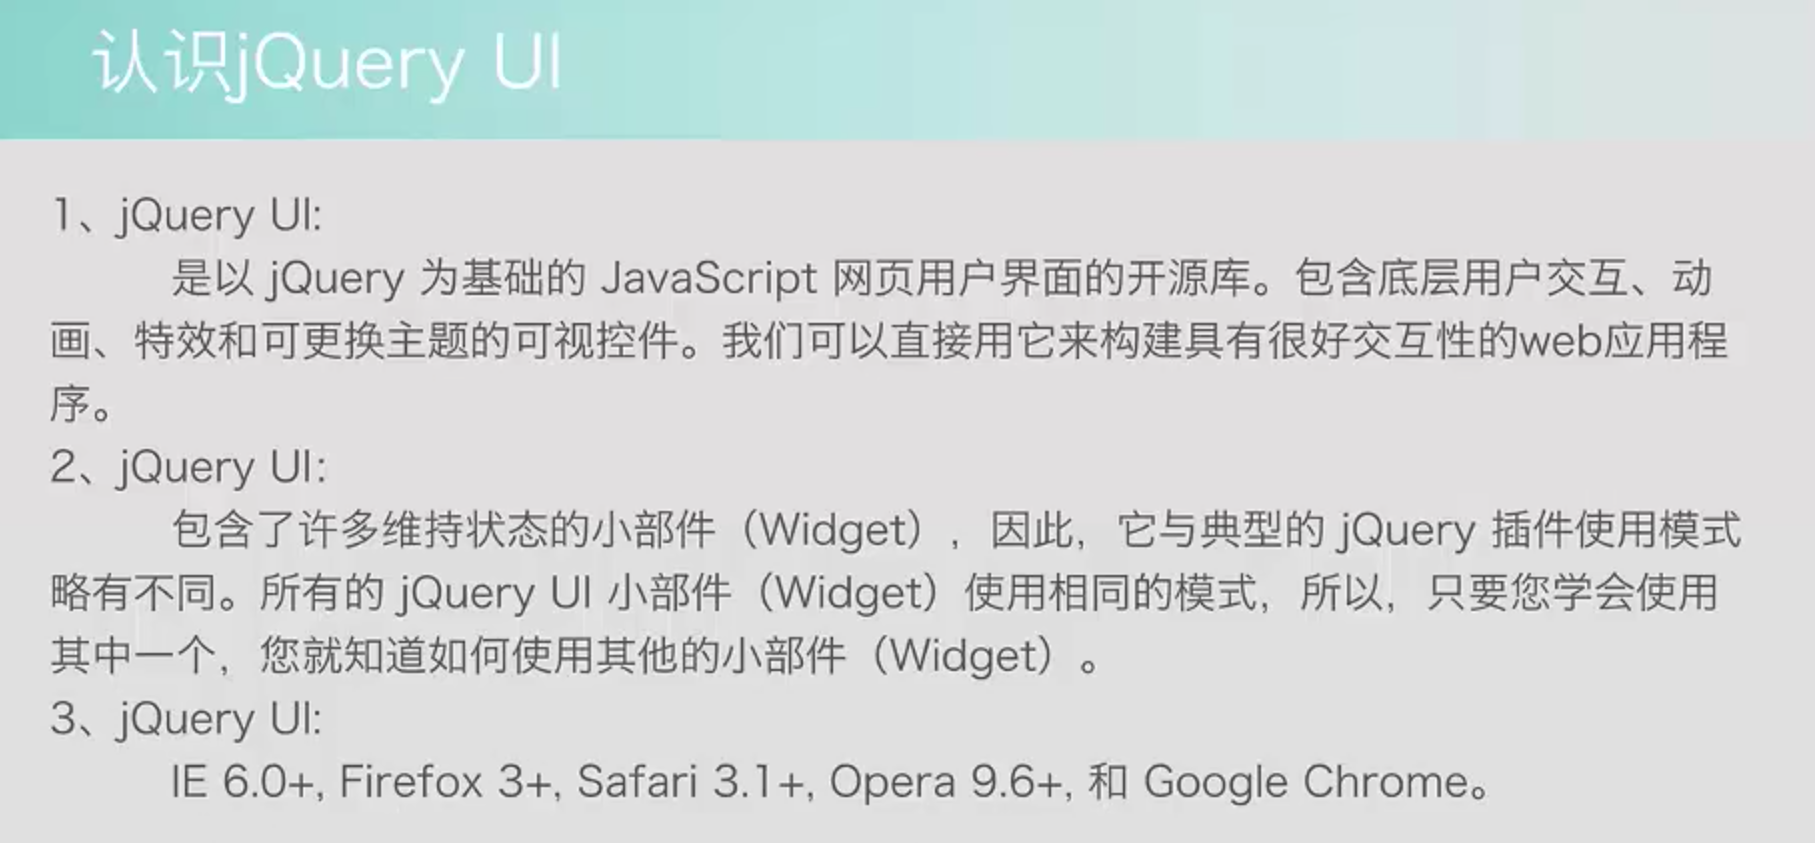 认识jQuery UI
1、jQuery UI:
是以 jQuery 为基础的 JavaScript 网页用户界面的开源库。包含底层用户交互、动
画、特效和可更换主题的可视控件。我们可以直接用它来构建具有很好交互性的web应用程
序。
2、jQuery UI:
包含了许多维持状态的小部件（Widget），因此，它与典型的 jQuery 插件使用模式
略有不同。所有的 jQuery UI 小部件（Widget）使用相同的模式，所以，只要您学会使用
其中一个，您就知道如何使用其他的小部件（Widget）。
3、jQuery UI:
IE 6.0+, Firefox 3+, Safari 3.1+, Opera 9.6+, 和 Google Chrome。